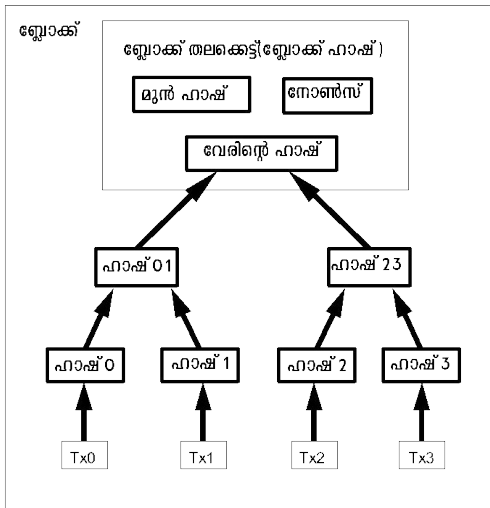 ബ്ലോക്ക്
ബ്ലോക്ക് തലക്കെട്ട്(ബ്ലോക്ക് ഹാഷ് )
മുൻ ഹാഷ്
നോൺസ്
വേരിന്റെ ഹാഷ്
ഹാഷ് 01
ഹാഷ് 23
ഹാഷ് 0
ഹാഷ് 1
ഹാഷ് 2
ഹാഷ് 3
Tx0
Tx1
Tx2
Tx3